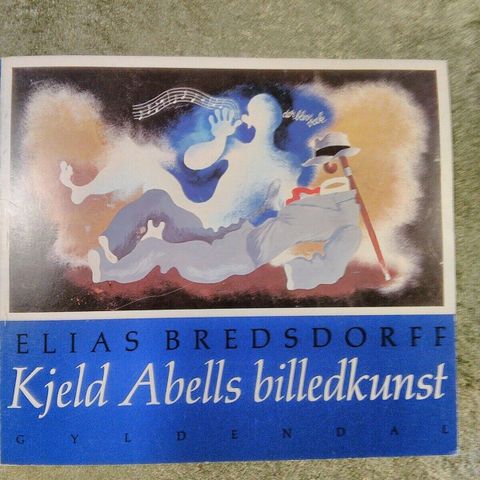 ELIAS BREDSDORFF
Kjeld Abells billedkunst
GYLDENDAL